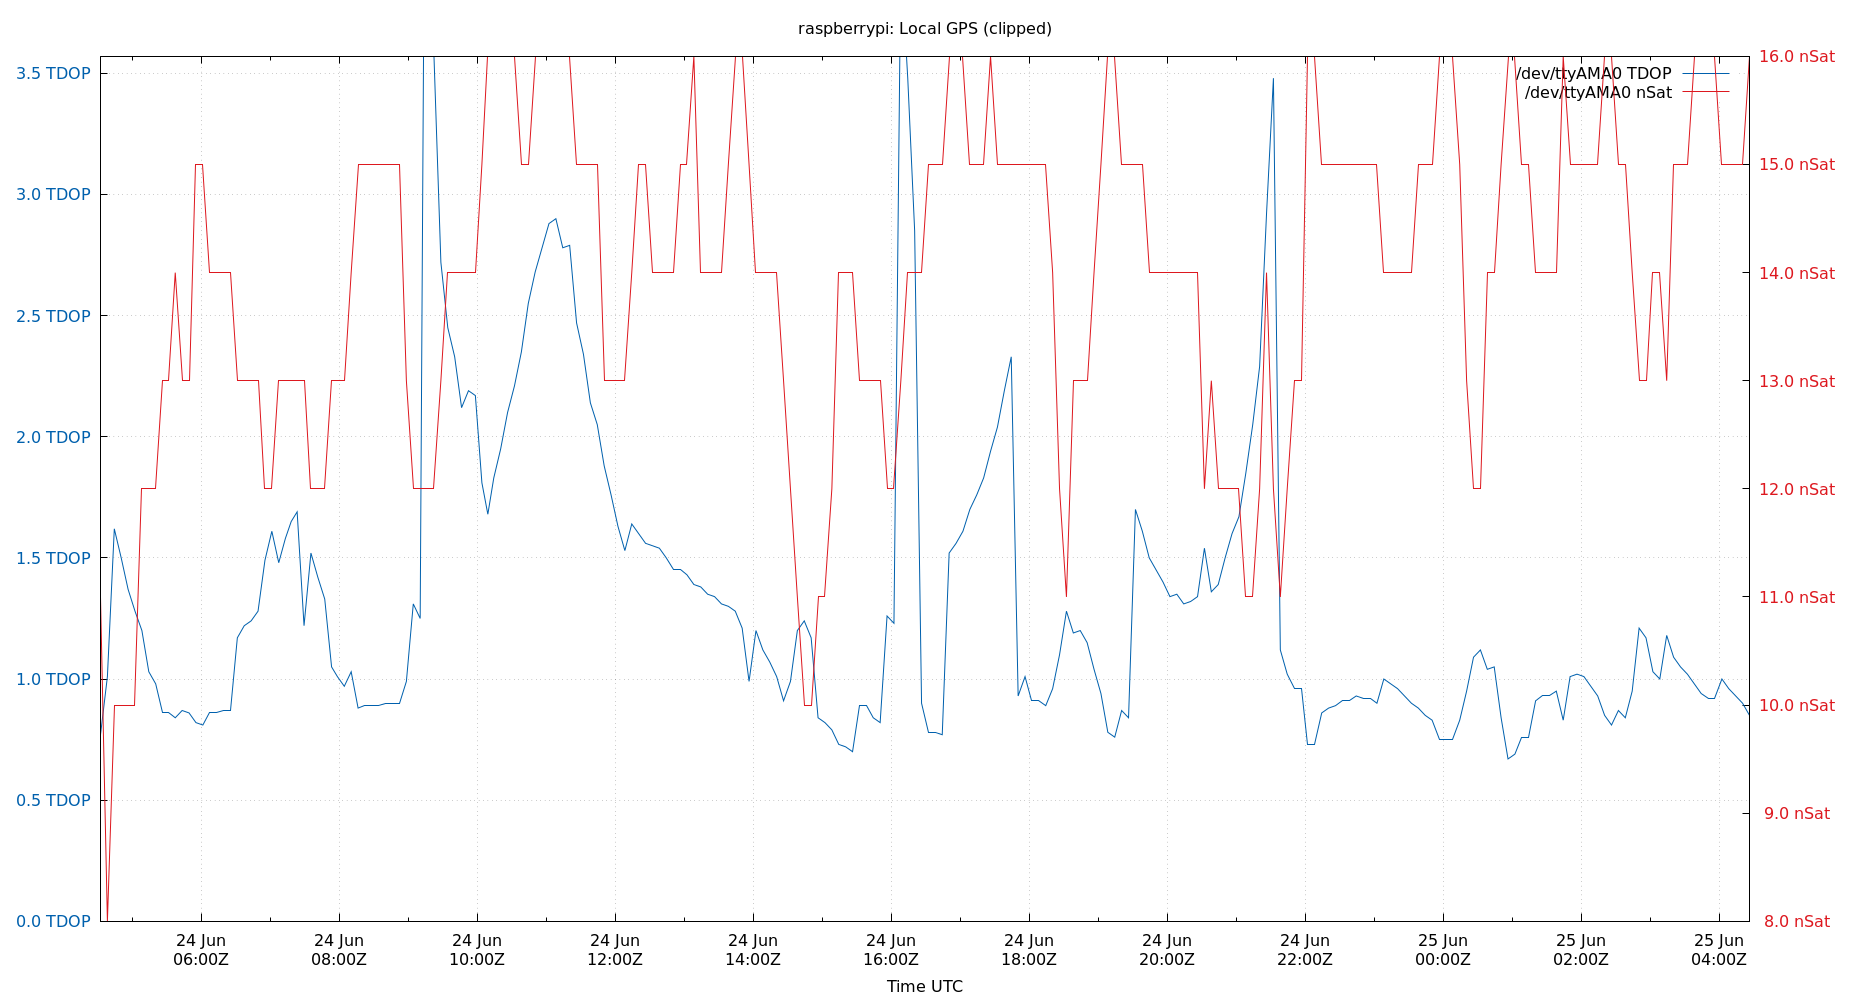 raspberrypi: Local GPS (clipped)
3.5 TDOP
3.0 TDOP
2.5 TDOP
2.0 TDOP
1.5 TDOP
1.0 TDOP
0.5 TDOP
0.0 TDOP
/dev/ttyAMA0 TDOP
/dev/ttyAMA0 nSat
16.0 nSat
15.0 nSat
14.0 nSat
13.0 nSat
12.0 nSat
11.0 nSat
10.0 nSat
9.0 nSat
8.0 nSat
24 Jun
06:00Z
24 Jun
08:00Z
24 Jun
10:00Z
24 Jun
12:00Z
24 Jun
14:00Z
24 Jun
16:00Z
24 Jun
18:00Z
24 Jun
20:00Z
24 Jun
22:00Z
25 Jun
00:00Z
25 Jun
02:00Z
25 Jun
04:00Z
Time UTC